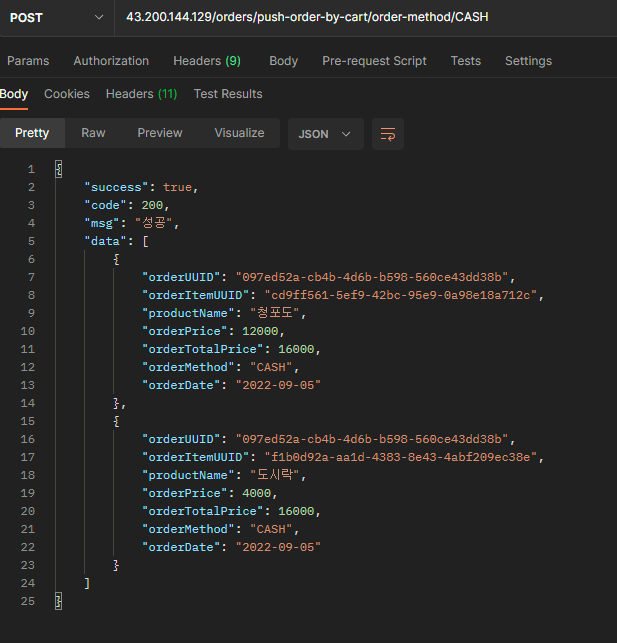 POST 43.200.144.129/orders/push-order-by-cart/order-method/CASH
Params Authorization Headers (9) Body Pre-request Script Tests Settings
Body Cookies Headers (11) Test Results
Pretty Raw Preview Visualize JSON
1 {
2 "success": true,
3 "code": 200,
4 "msg": "성공",
5 "data": [
6 {
7 "orderUUID": "097ed52a-cb4b-4d6b-b598-560ce43dd38b",
8 "orderItemUUID": "cd9ff561-5ef9-42bc-95e9-0a98e18a712c",
9 "productName": "청포도",
10 "orderPrice": 12000,
11 "orderTotalPrice": 16000,
12 "orderMethod": "CASH",
13 "orderDate": "2022-09-05"
14 },
15 {
16 "orderUUID": "097ed52a-cb4b-4d6b-b598-560ce43dd38b",
17 "orderItemUUID": "f1b0d92a-aa1d-4383-8e43-4abf209ec38e",
18 "productName": "도시락",
19 "orderPrice": 4000,
20 "orderTotalPrice": 16000,
21 "orderMethod": "CASH",
22 "orderDate": "2022-09-05"
23 }
24 ]
25 }